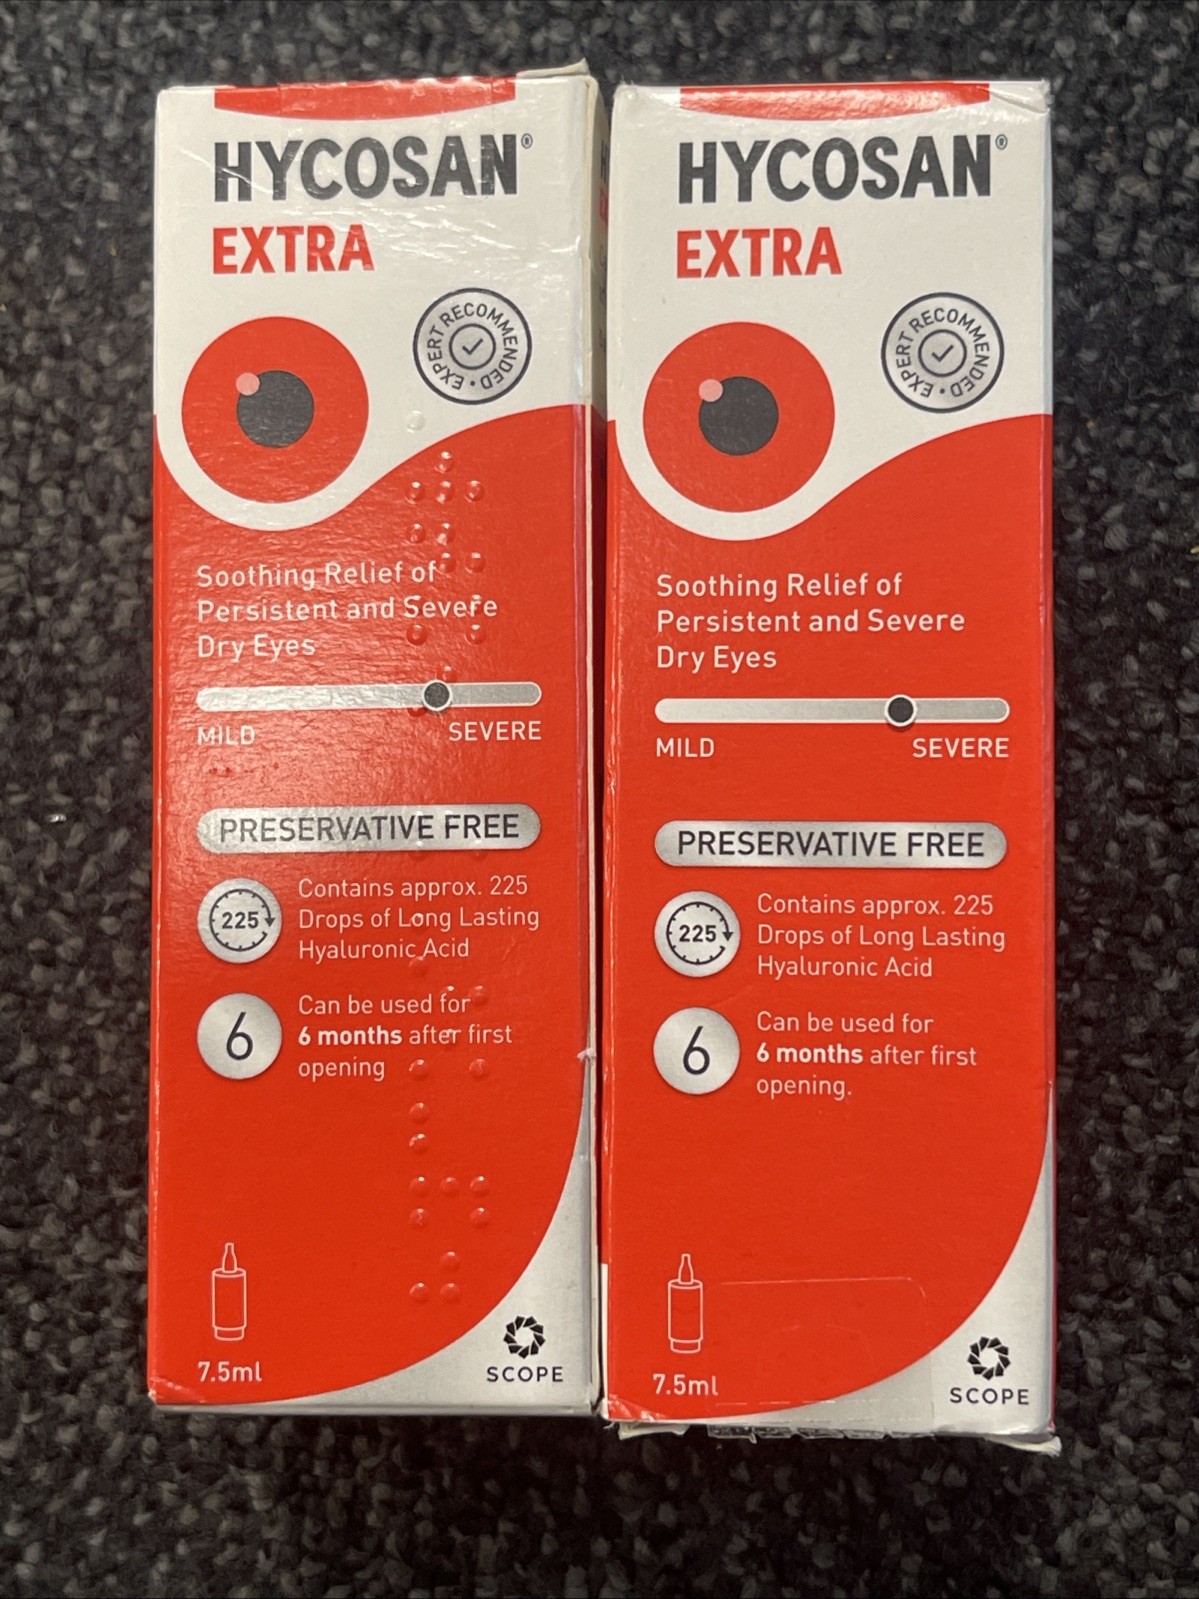 HYCOSAN®
EXTRA
EXPERT RECOMMENDED •
Soothing Relief of
Persistent and Severe
Dry Eyes
MILD
SEVERE
PRESERVATIVE FREE
225
Contains approx. 225
Drops of Long Lasting
Hyaluronic Acid
6
Can be used for
6 months after first
opening
7.5ml
SCOPE
HYCOSAN®
EXTRA
EXPERT RECOMMENDED •
Soothing Relief of
Persistent and Severe
Dry Eyes
MILD
SEVERE
PRESERVATIVE FREE
225
Contains approx. 225
Drops of Long Lasting
Hyaluronic Acid
6
Can be used for
6 months after first
opening.
7.5ml
SCOPE